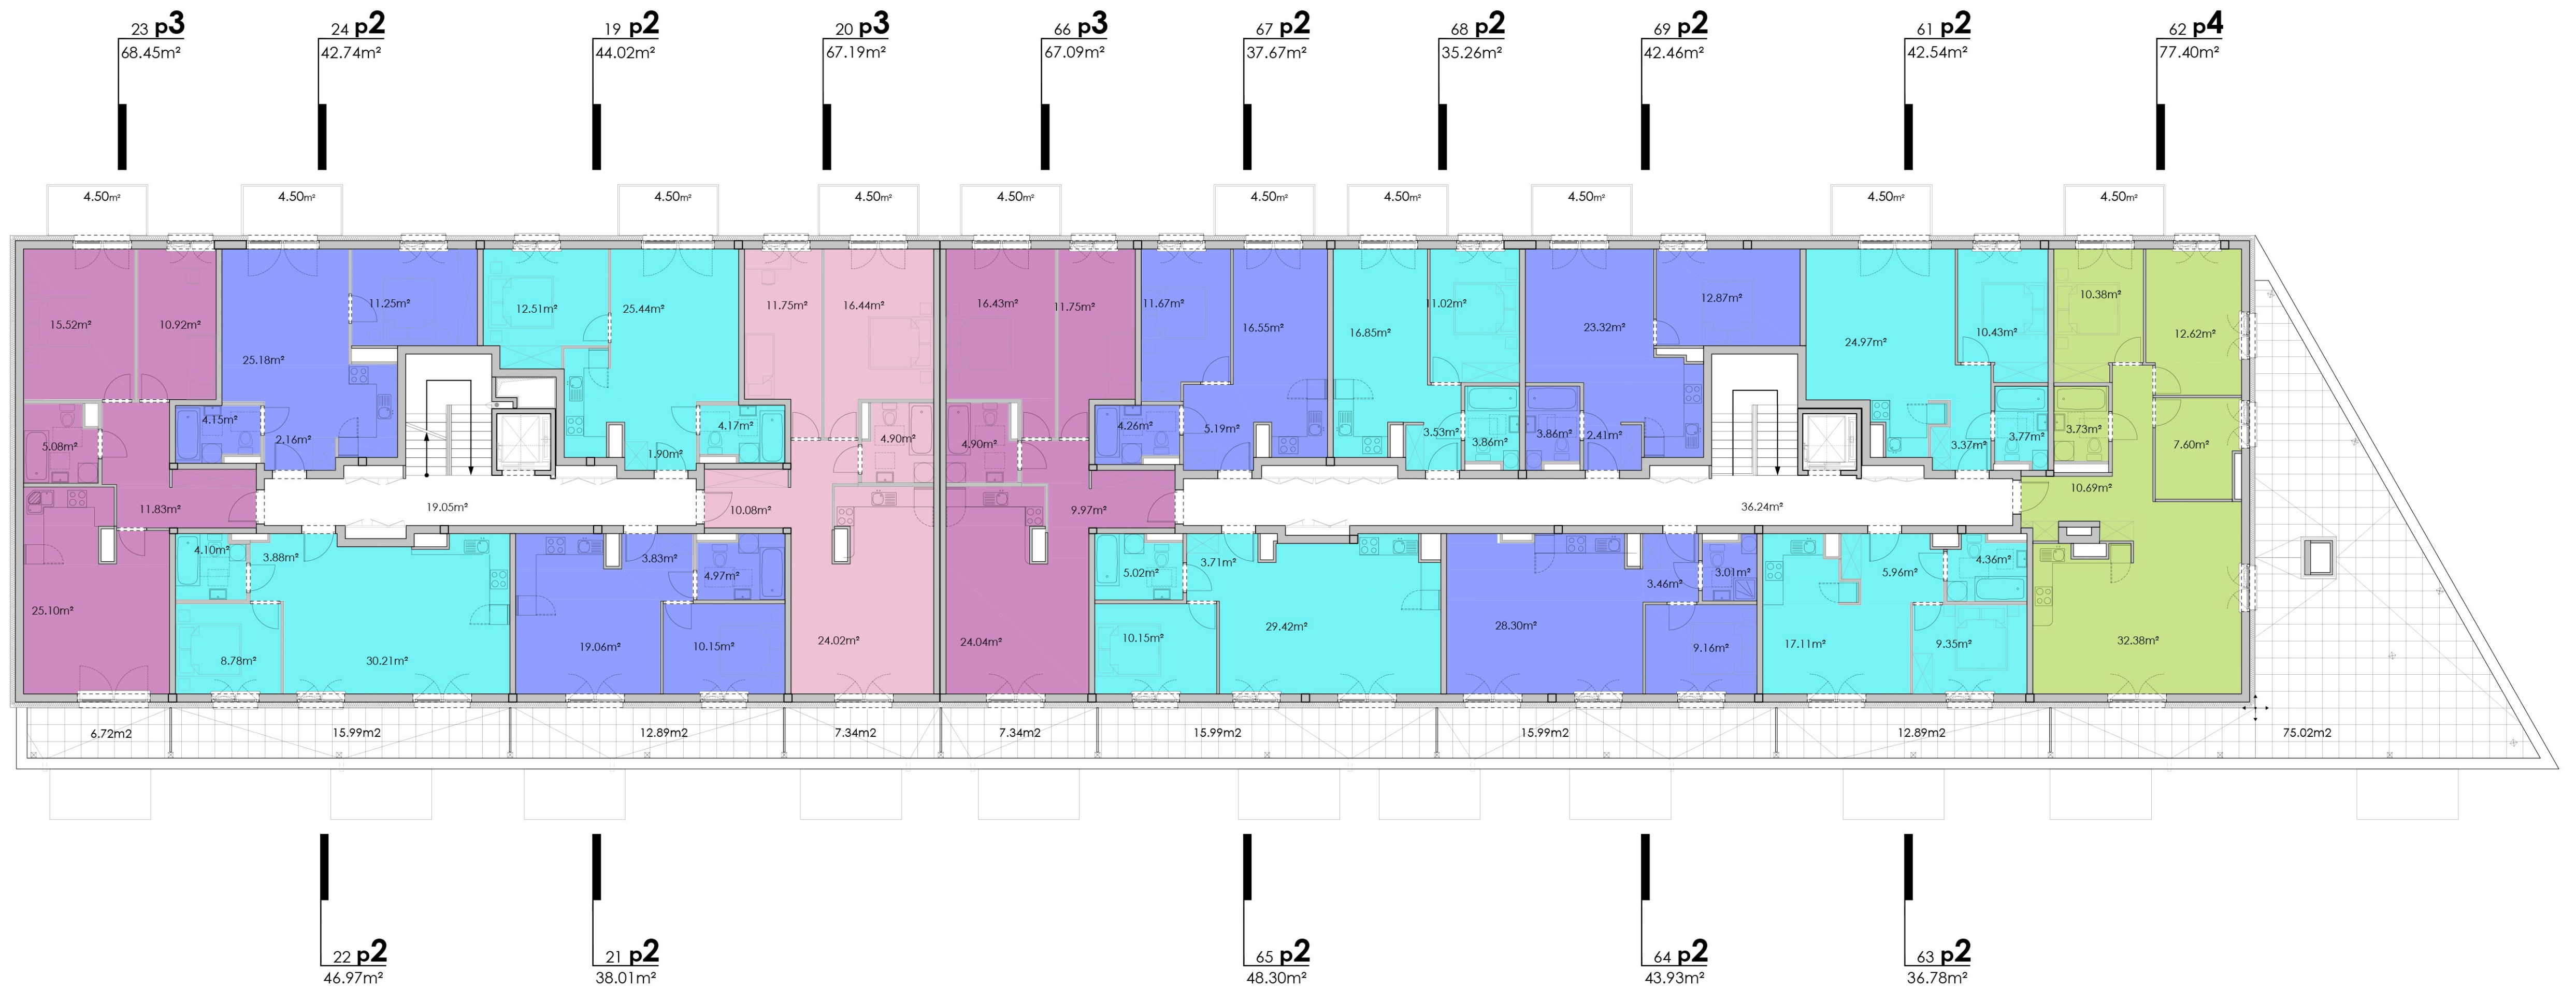 23 p3
68.45m²
24 p2
42.74m²
19 p2
44.02m²
20 p3
67.19m²
66 p3
67.09m²
67 p2
37.67m²
68 p2
35.26m²
69 p2
42.46m²
61 p2
42.54m²
62 p4
77.40m²
4.50m²
4.50m²
4.50m²
4.50m²
4.50m²
4.50m²
4.50m²
4.50m²
4.50m²
4.50m²
15.52m²
10.92m²
25.18m²
11.25m²
12.51m²
25.44m²
11.75m²
16.44m²
16.43m²
11.75m²
11.67m²
16.55m²
16.85m²
11.02m²
23.32m²
12.87m²
24.97m²
10.43m²
10.38m²
12.62m²
5.08m²
4.15m²
2.16m²
1.90m²
4.17m²
4.90m²
4.90m²
4.26m²
5.19m²
3.53m²
3.86m²
3.86m²
2.41m²
3.37m²
3.77m²
3.73m²
7.60m²
11.83m²
19.05m²
10.08m²
9.97m²
36.24m²
10.69m²
4.10m²
3.88m²
3.83m²
4.97m²
5.02m²
3.71m²
3.46m²
3.01m²
5.96m²
4.36m²
25.10m²
8.78m²
30.21m²
19.06m²
10.15m²
24.02m²
24.04m²
10.15m²
29.42m²
28.30m²
9.16m²
17.11m²
9.35m²
32.38m²
6.72m2
15.99m2
12.89m2
7.34m2
7.34m2
15.99m2
15.99m2
12.89m2
75.02m2
22 p2
46.97m²
21 p2
38.01m²
65 p2
48.30m²
64 p2
43.93m²
63 p2
36.78m²